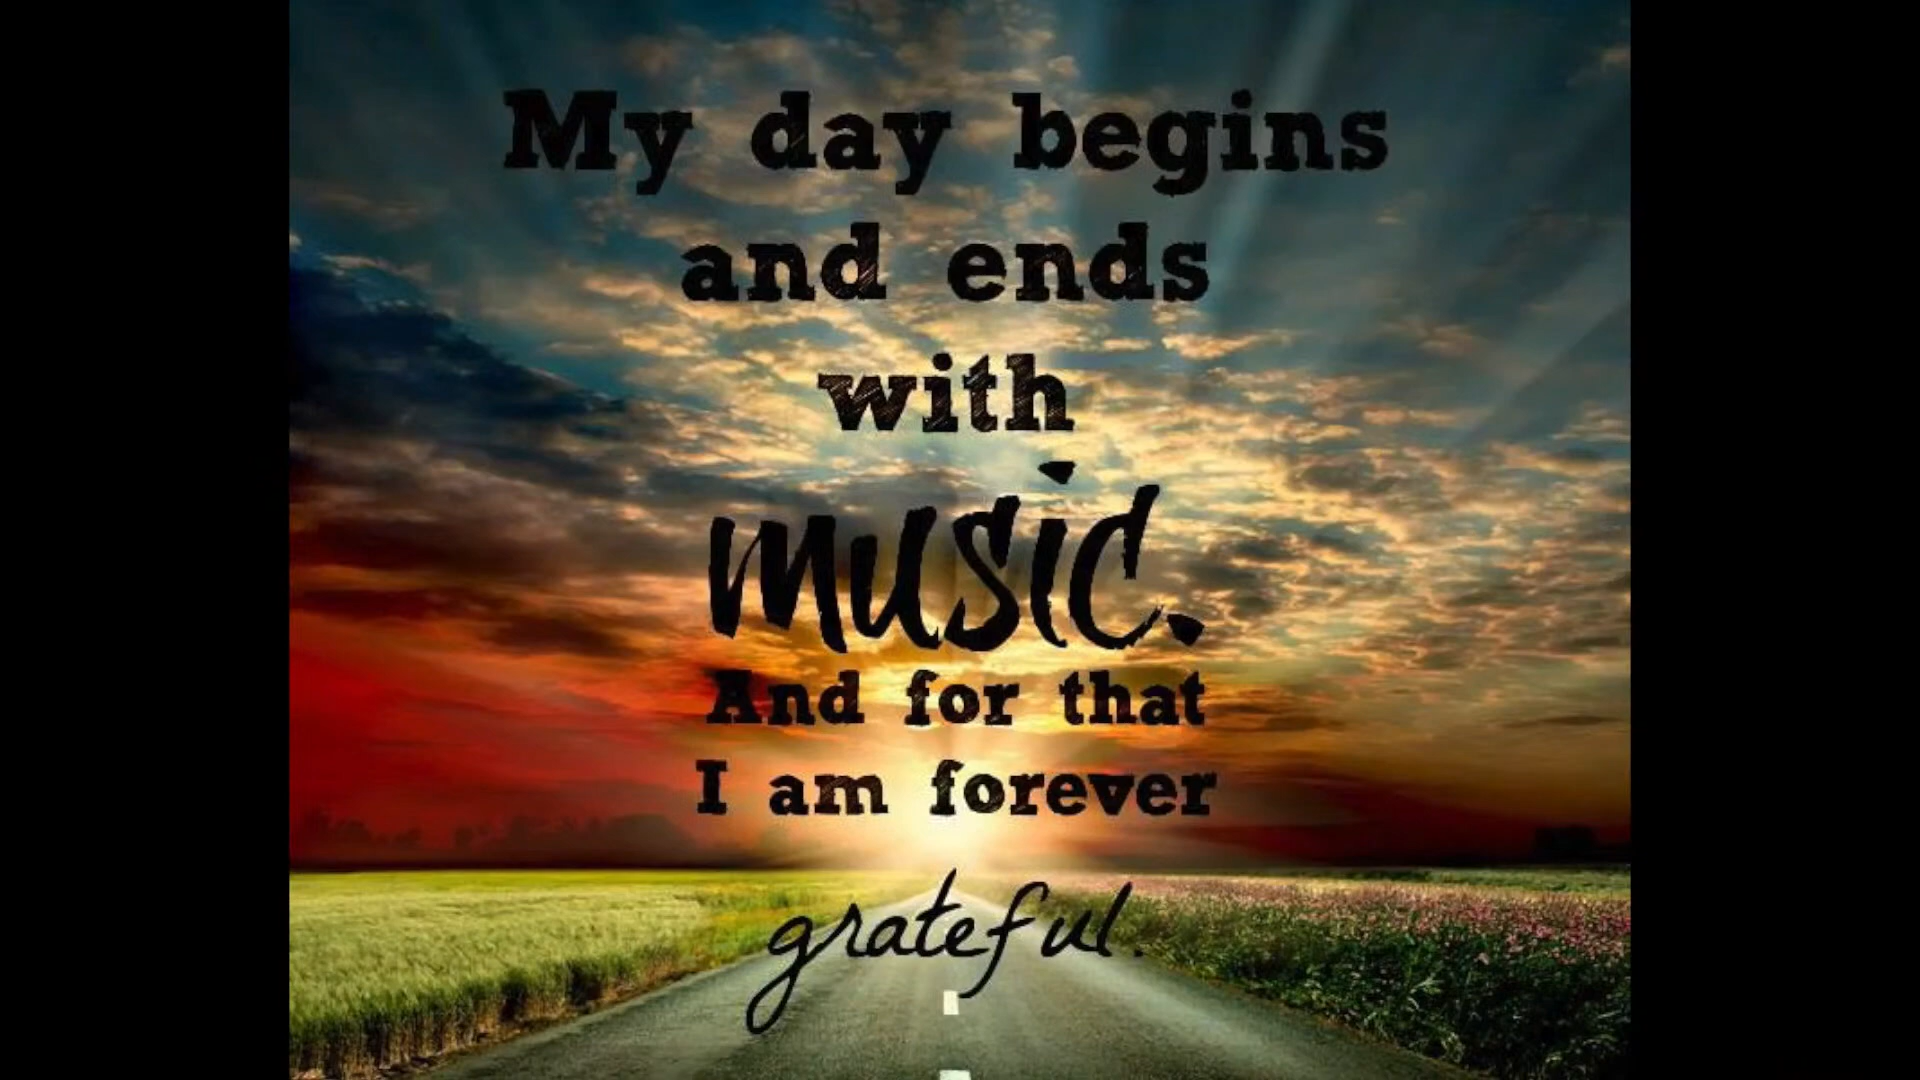 My day begins
and ends
with
music.
And for that
I am forever
grateful.